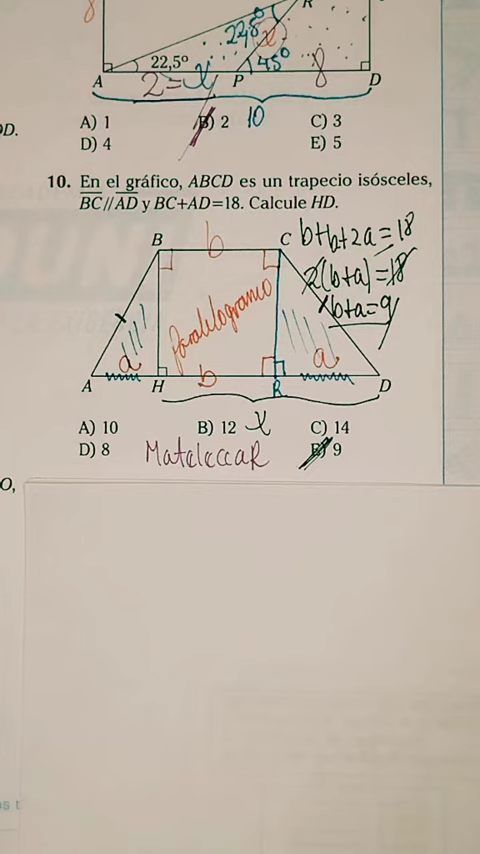 8
R
22,5°
x
22,5°
45°
2=x
8
A
P
D
10
OD.
A) 1
B) 2
C) 3
D) 4
E) 5
10. En el gráfico, ABCD es un trapecio isósceles,
BC//AD y BC+AD=18. Calcule HD.
B
b
C
b+b+2a=18
2(b+a)=18
b+a=9
Paralelogramo
a
a
b
A
H
R
D
x
A) 10
B) 12
C) 14
D) 8
Mateleccar
E) 9
O,